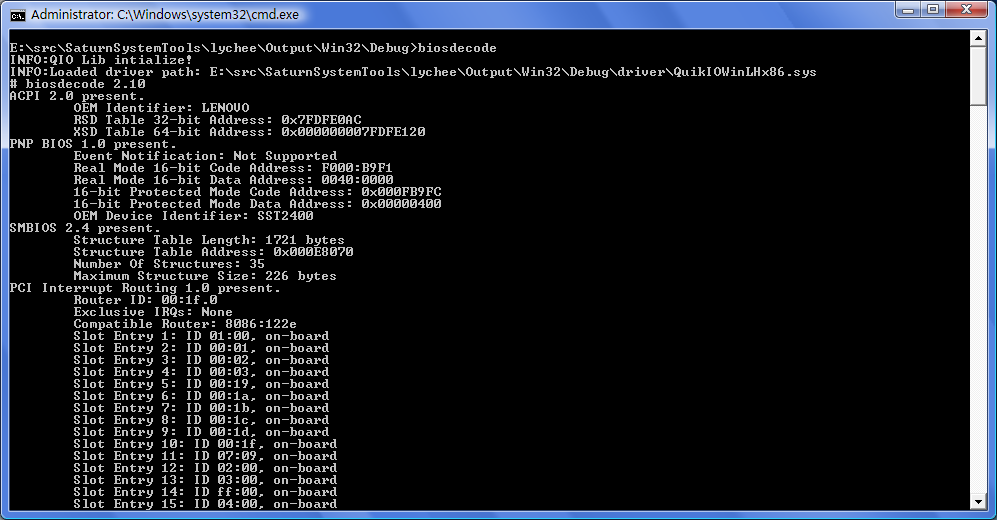 Administrator: C:\Windows\system32\cmd.exe
E:\src\SaturnSystemTools\lychee\Output\Win32\Debug>biosdecode
INFO:QIO Lib intialize!
INFO:Loaded driver path: E:\src\SaturnSystemTools\lychee\Output\Win32\Debug\driver\QuikIOWinLHx86.sys
# biosdecode 2.10
ACPI 2.0 present.
OEM Identifier: LENOVO
RSD Table 32-bit Address: 0x7FDFE0AC
XSD Table 64-bit Address: 0x000000007FDFE120
PNP BIOS 1.0 present.
Event Notification: Not Supported
Real Mode 16-bit Code Address: F000:B9F1
Real Mode 16-bit Data Address: 0040:0000
16-bit Protected Mode Code Address: 0x000FB9FC
16-bit Protected Mode Data Address: 0x00000400
OEM Device Identifier: SST2400
SMBIOS 2.4 present.
Structure Table Length: 1721 bytes
Structure Table Address: 0x000E8070
Number Of Structures: 35
Maximum Structure Size: 226 bytes
PCI Interrupt Routing 1.0 present.
Router ID: 00:1f.0
Exclusive IRQs: None
Compatible Router: 8086:122e
Slot Entry 1: ID 01:00, on-board
Slot Entry 2: ID 00:01, on-board
Slot Entry 3: ID 00:02, on-board
Slot Entry 4: ID 00:03, on-board
Slot Entry 5: ID 00:19, on-board
Slot Entry 6: ID 00:1a, on-board
Slot Entry 7: ID 00:1b, on-board
Slot Entry 8: ID 00:1c, on-board
Slot Entry 9: ID 00:1d, on-board
Slot Entry 10: ID 00:1f, on-board
Slot Entry 11: ID 07:09, on-board
Slot Entry 12: ID 02:00, on-board
Slot Entry 13: ID 03:00, on-board
Slot Entry 14: ID ff:00, on-board
Slot Entry 15: ID 04:00, on-board